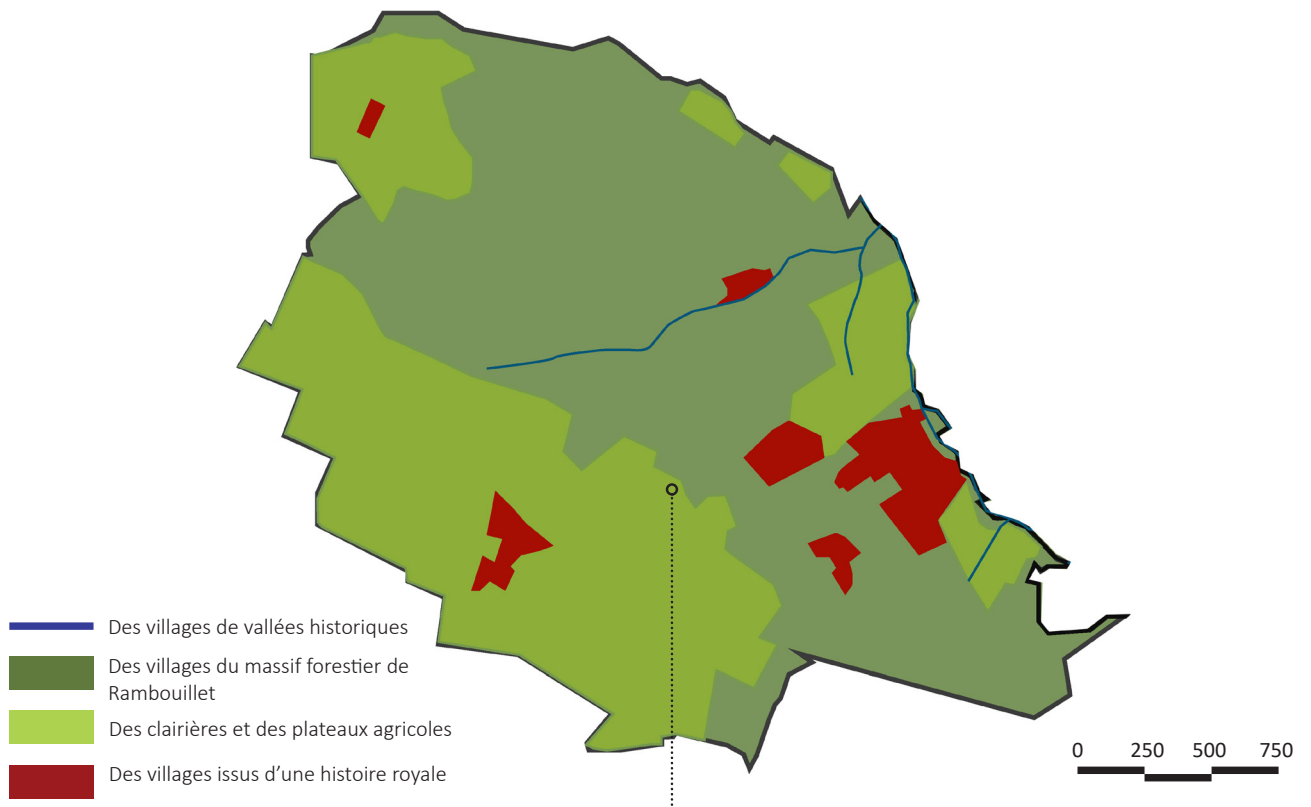 Des villages de vallées historiques
Des villages du massif forestier de
Rambouillet
Des clairières et des plateaux agricoles
Des villages issus d’une histoire royale
0 250 500 750